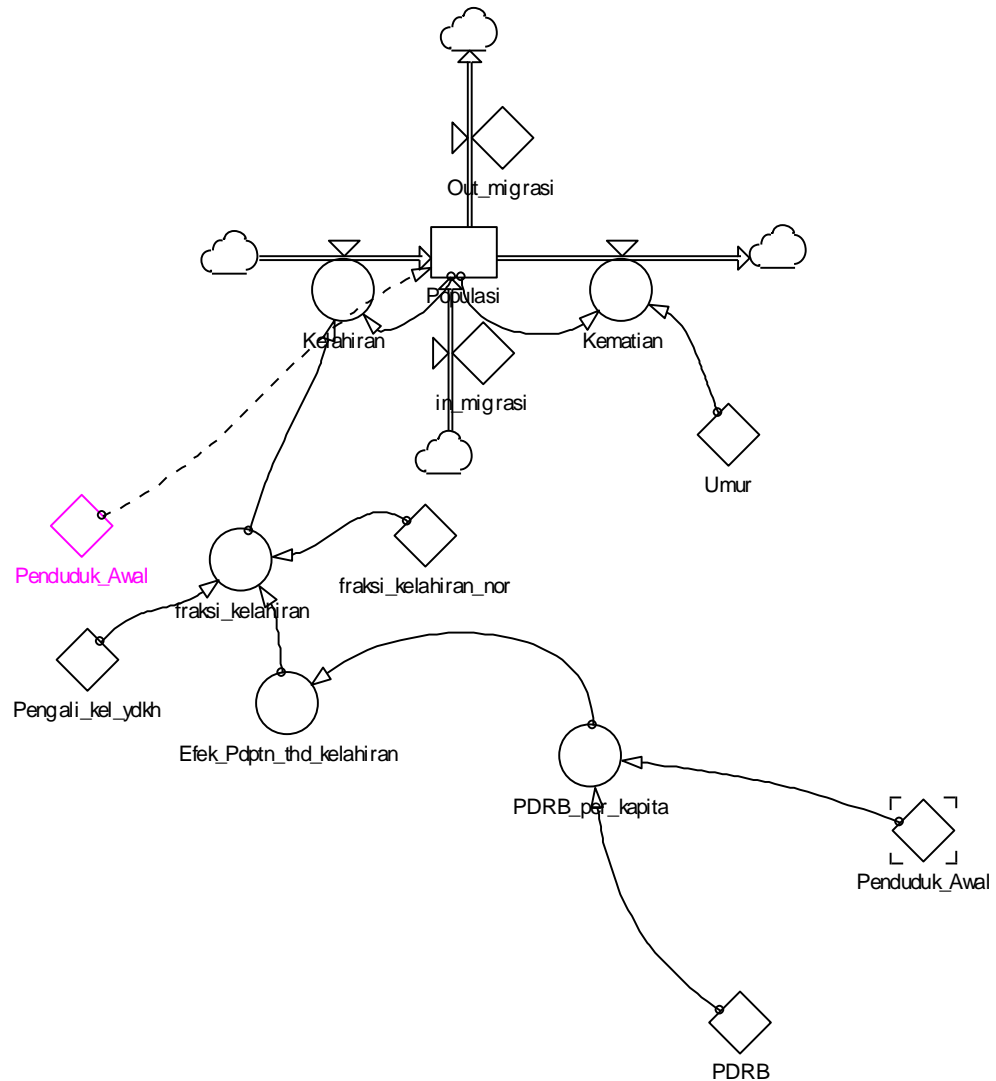 Out_migrasi
Populasi
Kelahiran
Kematian
in_migrasi
Umur
Penduduk_Awal
fraksi_kelahiran_nor
fraksi_kelahiran
Pengali_kel_ydkh
Efek_Pdptn_thd_kelahiran
PDRB_per_kapita
Penduduk_Awal
PDRB